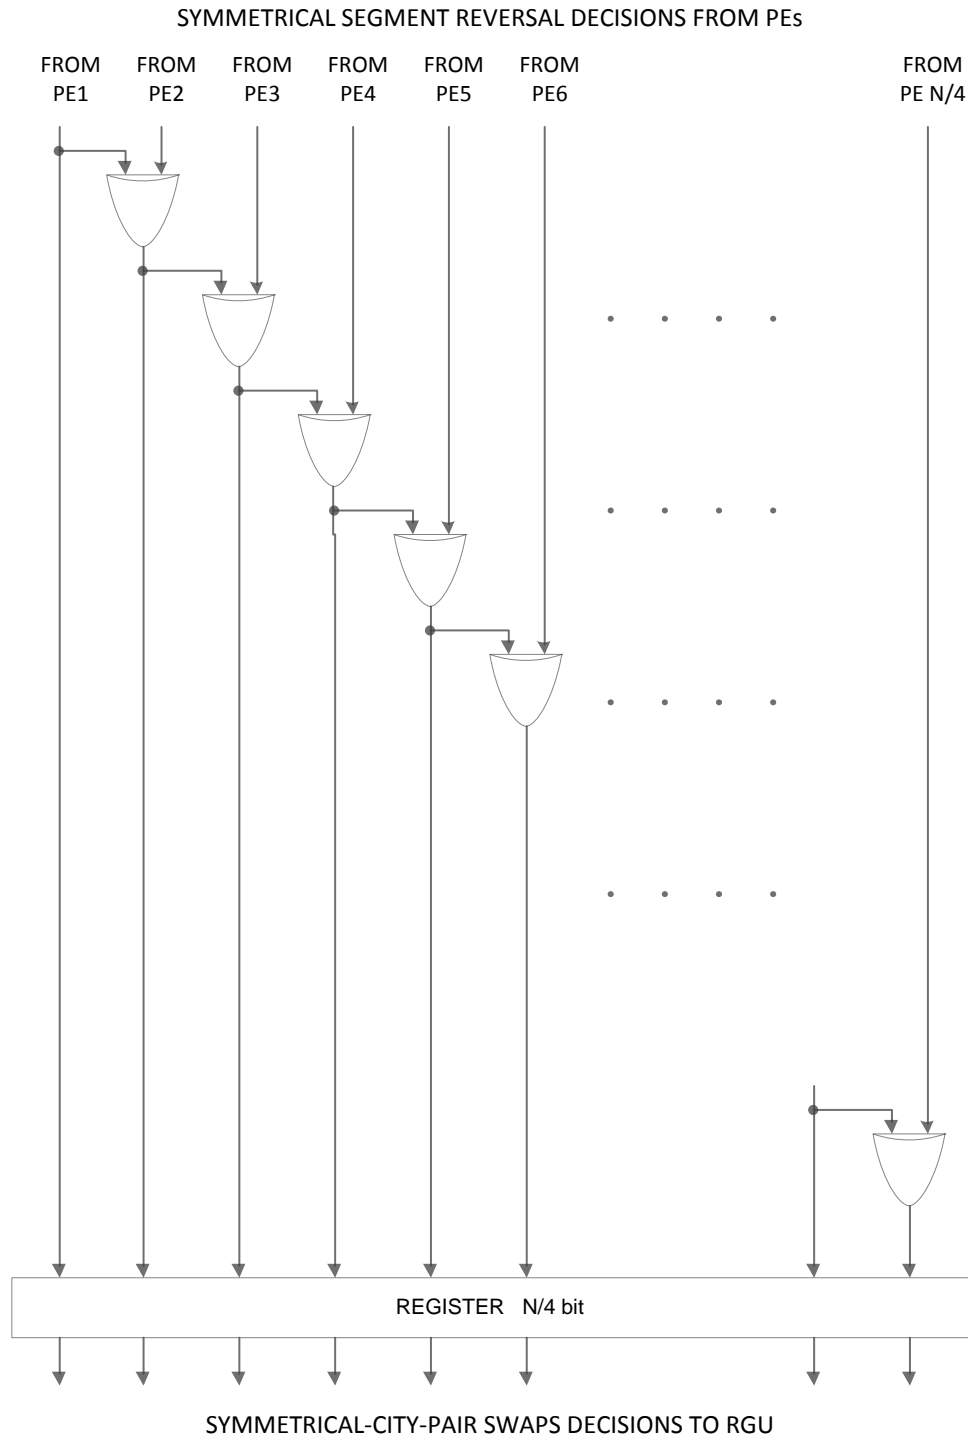 SYMMETRICAL SEGMENT REVERSAL DECISIONS FROM PEs
FROM FROM FROM FROM FROM FROM FROM
PE1 PE2 PE3 PE4 PE5 PE6 PE N/4
REGISTER N/4 bit
SYMMETRICAL-CITY-PAIR SWAPS DECISIONS TO RGU